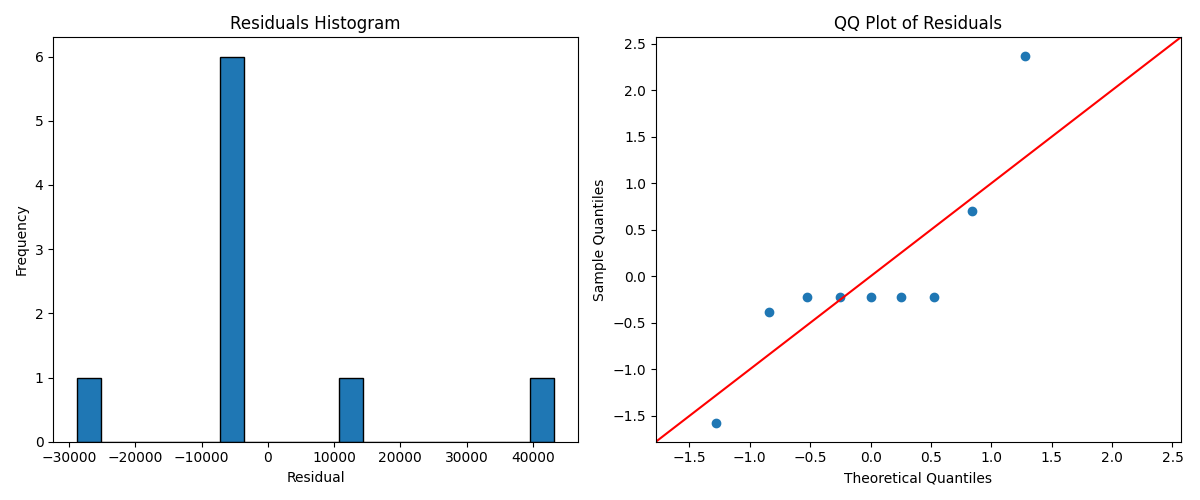 Residuals Histogram
Frequency
6
5
4
3
2
1
0
−30000 −20000 −10000 0 10000 20000 30000 40000
Residual
QQ Plot of Residuals
Sample Quantiles
2.5
2.0
1.5
1.0
0.5
0.0
−0.5
−1.0
−1.5
−1.5 −1.0 −0.5 0.0 0.5 1.0 1.5 2.0 2.5
Theoretical Quantiles